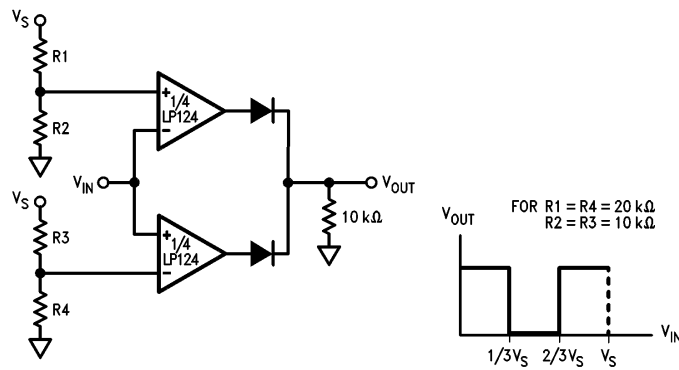 V_S
R1
R2
+
1/4
LP124
−
V_IN
V_OUT
10 kΩ
V_S
R3
R4
+
1/4
LP124
−
FOR R1 = R4 = 20 kΩ
R2 = R3 = 10 kΩ
V_OUT
V_IN
1/3V_S 2/3V_S V_S